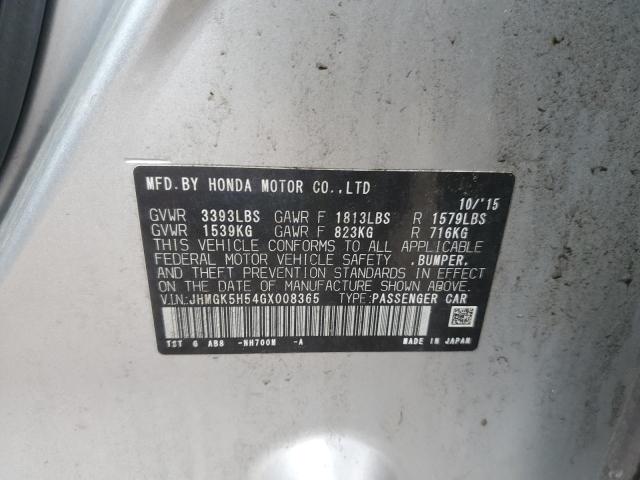 MFD.BY HONDA MOTOR CO.,LTD
10/'15
GVWR 3393LBS GAWR F 1813LBS R 1579LBS
GVWR 1539KG GAWR F 823KG R 716KG
THIS VEHICLE CONFORMS TO ALL APPLICABLE
FEDERAL MOTOR VEHICLE SAFETY .BUMPER.
AND THEFT PREVENTION STANDARDS IN EFFECT
ON THE DATE OF MANUFACTURE SHOWN ABOVE.
V.I.N:JHMGK5H54GX008365 TYPE:PASSENGER CAR
TST 6 AB8 -NH700M -A MADE IN JAPAN